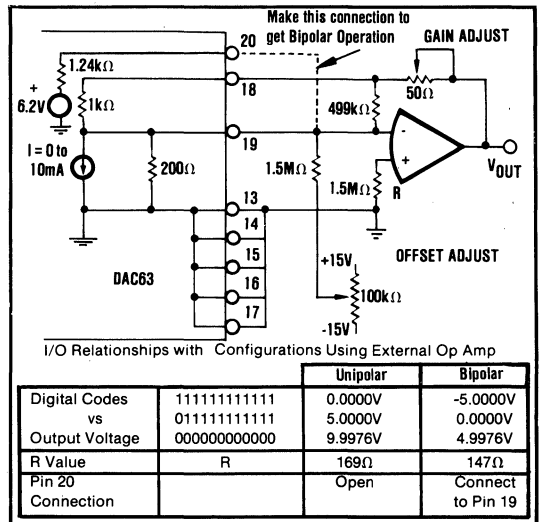 Make this connection to
get Bipolar Operation
GAIN ADJUST
20
1.24kΩ
18
+
6.2V
1kΩ
50Ω
499kΩ
19
-
I = 0 to
10mA
200Ω
1.5MΩ
+
1.5MΩ
R
VOUT
13
14
15
16
17
DAC63
+15V
OFFSET ADJUST
100kΩ
-15V
I/O Relationships with Configurations Using External Op Amp
Unipolar Bipolar
Digital Codes 111111111111 0.0000V -5.0000V
vs 011111111111 5.0000V 0.0000V
Output Voltage 000000000000 9.9976V 4.9976V
R Value R 169Ω 147Ω
Pin 20 Open Connect
Connection to Pin 19